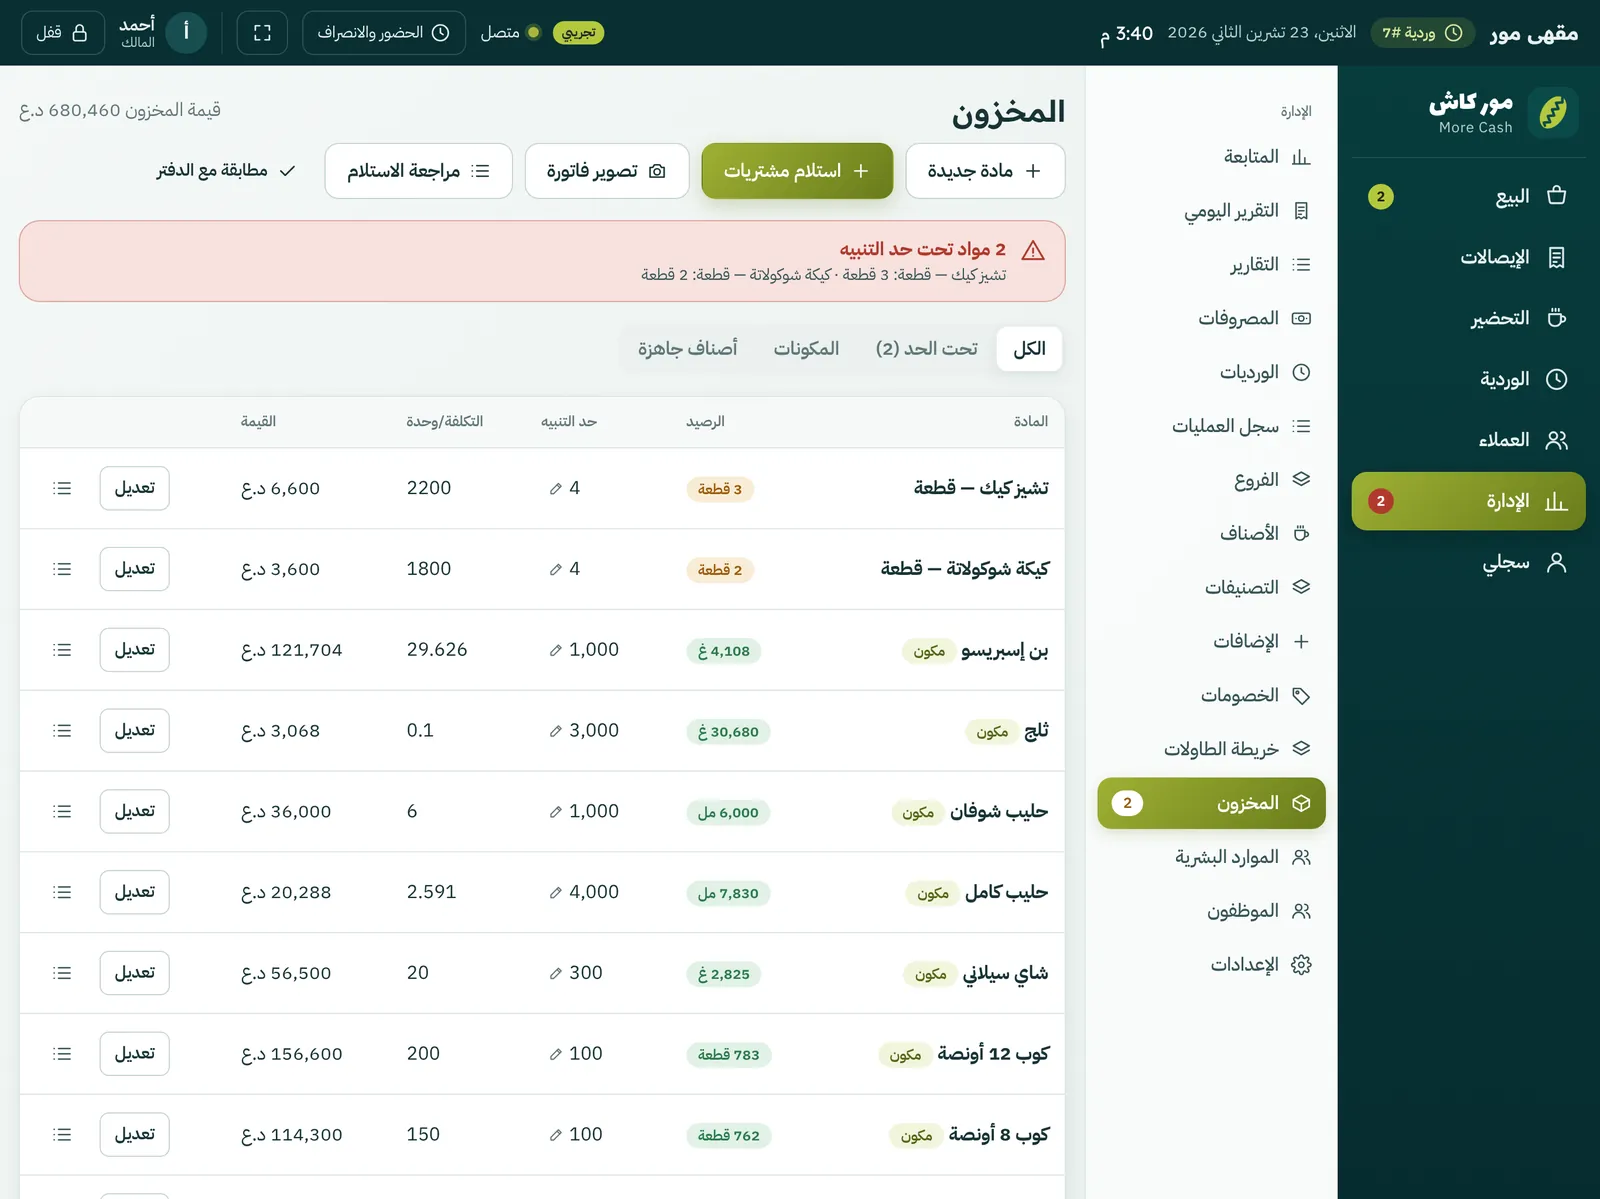 مقهى مور
وردية #7
الاثنين، 23 تشرين الثاني 2026
3:40 م
تجريبي
متصل
الحضور والانصراف
أ
أحمد
المالك
قفل
مور كاش
More Cash
البيع 2
الإيصالات
التحضير
الوردية
العملاء
الإدارة 2
سجلي
الإدارة
المتابعة
التقرير اليومي
التقارير
المصروفات
الورديات
سجل العمليات
الفروع
الأصناف
التصنيفات
الإضافات
الخصومات
خريطة الطاولات
المخزون 2
الموارد البشرية
الموظفون
الإعدادات
المخزون
قيمة المخزون 680,460 د.ع
مادة جديدة
استلام مشتريات
تصوير فاتورة
مراجعة الاستلام
مطابقة مع الدفتر
2 مواد تحت حد التنبيه
تشيز كيك — قطعة: 3 قطعة · كيكة شوكولاتة — قطعة: 2 قطعة
الكل
تحت الحد (2)
المكونات
أصناف جاهزة
المادة الرصيد حد التنبيه التكلفة/وحدة القيمة
تشيز كيك — قطعة 3 قطعة 4 2200 6,600 د.ع تعديل
كيكة شوكولاتة — قطعة 2 قطعة 4 1800 3,600 د.ع تعديل
بن إسبريسو مكون 4,108 غ 1,000 29.626 121,704 د.ع تعديل
ثلج مكون 30,680 غ 3,000 0.1 3,068 د.ع تعديل
حليب شوفان مكون 6,000 مل 1,000 6 36,000 د.ع تعديل
حليب كامل مكون 7,830 مل 4,000 2.591 20,288 د.ع تعديل
شاي سيلاني مكون 2,825 غ 300 20 56,500 د.ع تعديل
كوب 12 أونصة مكون 783 قطعة 100 200 156,600 د.ع تعديل
كوب 8 أونصة مكون 762 قطعة 100 150 114,300 د.ع تعديل